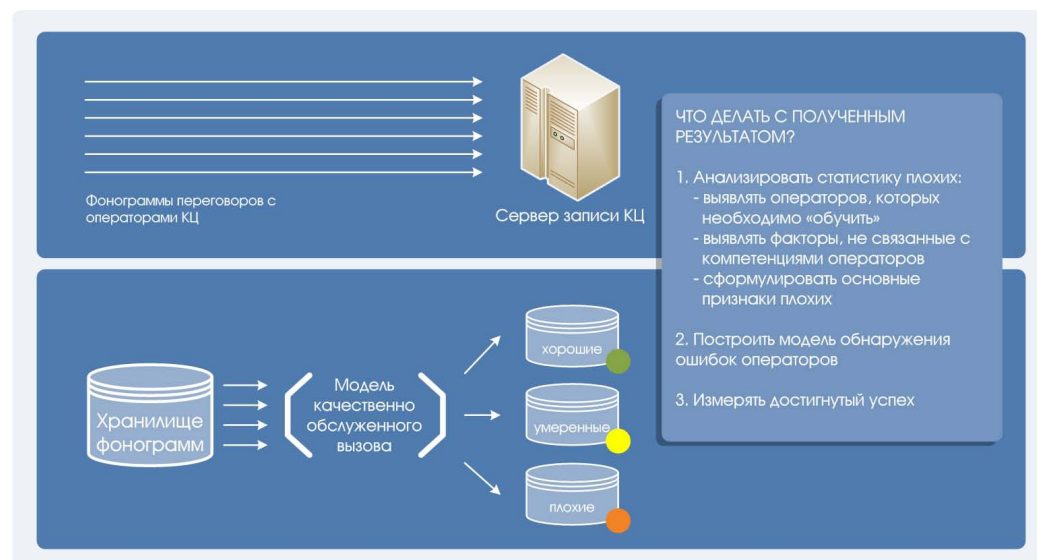 Фонограммы переговоров с
операторами КЦ
Сервер записи КЦ
ЧТО ДЕЛАТЬ С ПОЛУЧЕННЫМ
РЕЗУЛЬТАТОМ?
1. Анализировать статистику плохих:
- выявлять операторов, которых
необходимо «обучить»
- выявлять факторы, не связанные с
компетенциями операторов
- сформулировать основные
признаки плохих
2. Построить модель обнаружения
ошибок операторов
3. Измерять достигнутый успех
Хранилище
фонограмм
Модель
качественно
обслуженного
вызова
хорошие
умеренные
плохие